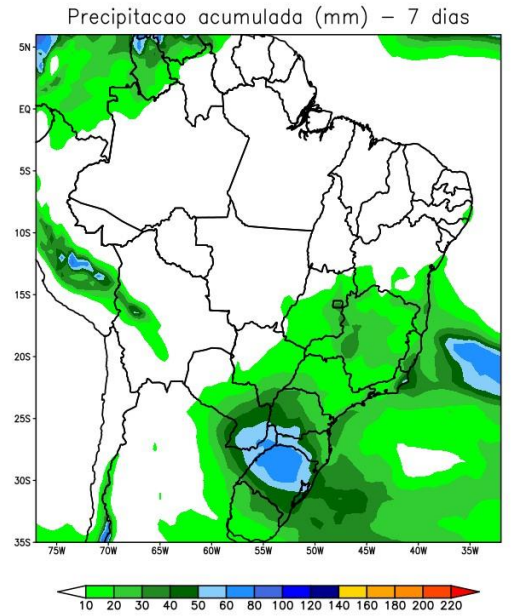 Precipitacao acumulada (mm) – 7 dias
5N
EQ
5S
10S
15S
20S
25S
30S
35S
75W 70W 65W 60W 55W 50W 45W 40W 35W
10 20 30 40 50 60 80 100 120 140 160 180 200 220